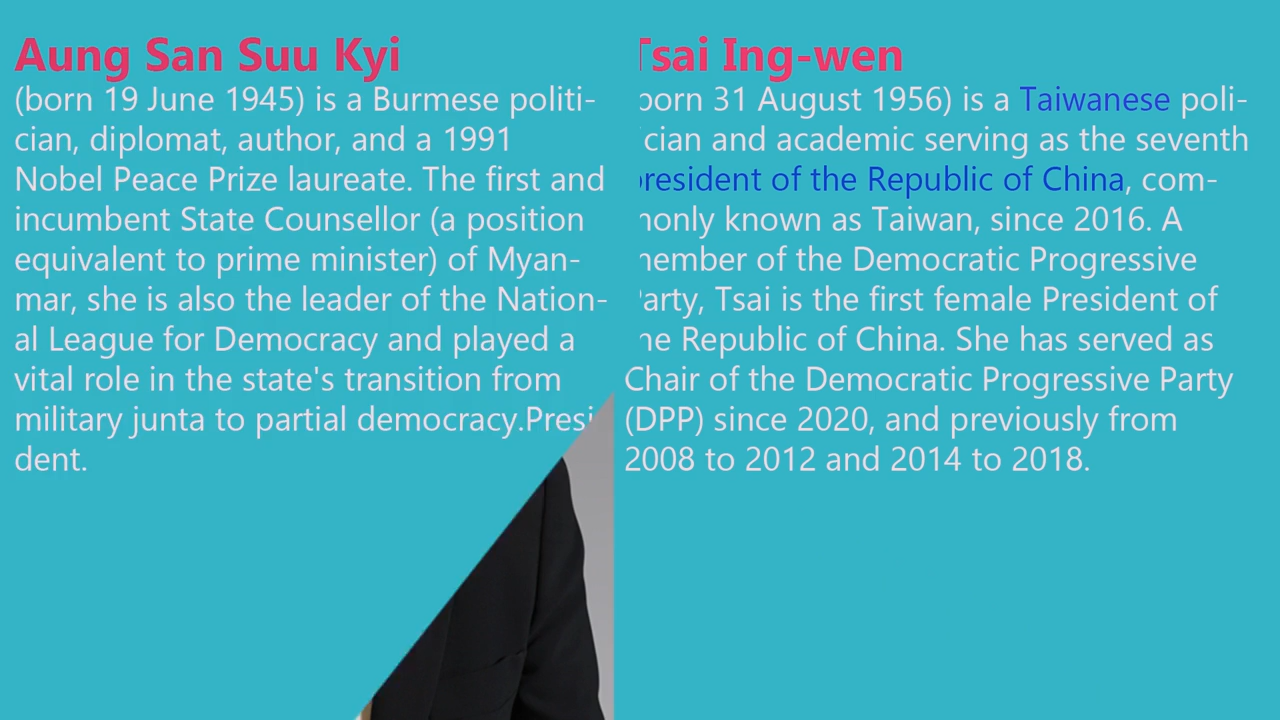 Aung San Suu Kyi
(born 19 June 1945) is a Burmese politi-
cian, diplomat, author, and a 1991
Nobel Peace Prize laureate. The first and
incumbent State Counsellor (a position
equivalent to prime minister) of Myan-
mar, she is also the leader of the Nation-
al League for Democracy and played a
vital role in the state's transition from
military junta to partial democracy.Presi
dent.
Tsai Ing-wen
born 31 August 1956) is a Taiwanese poli-
ician and academic serving as the seventh
president of the Republic of China, com-
monly known as Taiwan, since 2016. A
member of the Democratic Progressive
Party, Tsai is the first female President of
he Republic of China. She has served as
Chair of the Democratic Progressive Party
(DPP) since 2020, and previously from
2008 to 2012 and 2014 to 2018.